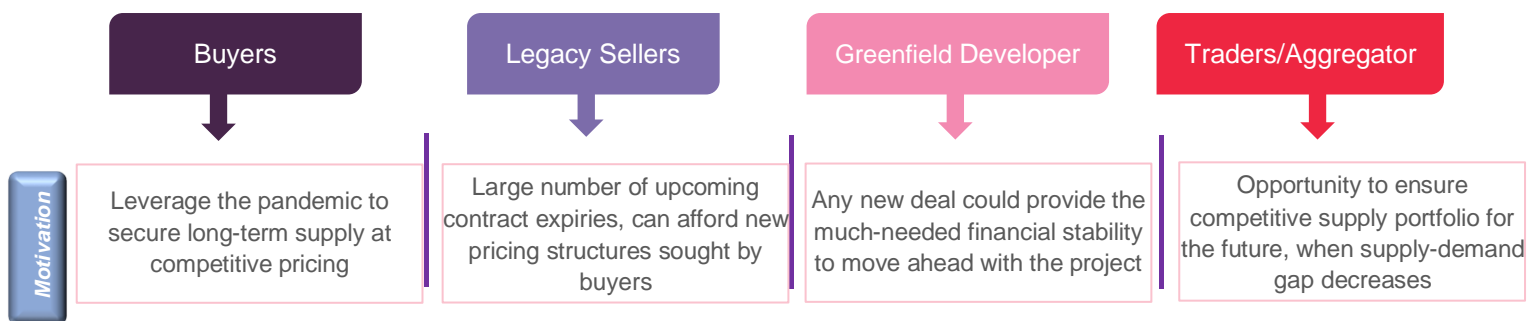 Buyers
Legacy Sellers
Greenfield Developer
Traders/Aggregator
Motivation
Leverage the pandemic to
secure long-term supply at
competitive pricing
Large number of upcoming
contract expiries, can afford new
pricing structures sought by
buyers
Any new deal could provide the
much-needed financial stability
to move ahead with the project
Opportunity to ensure
competitive supply portfolio for
the future, when supply-demand
gap decreases